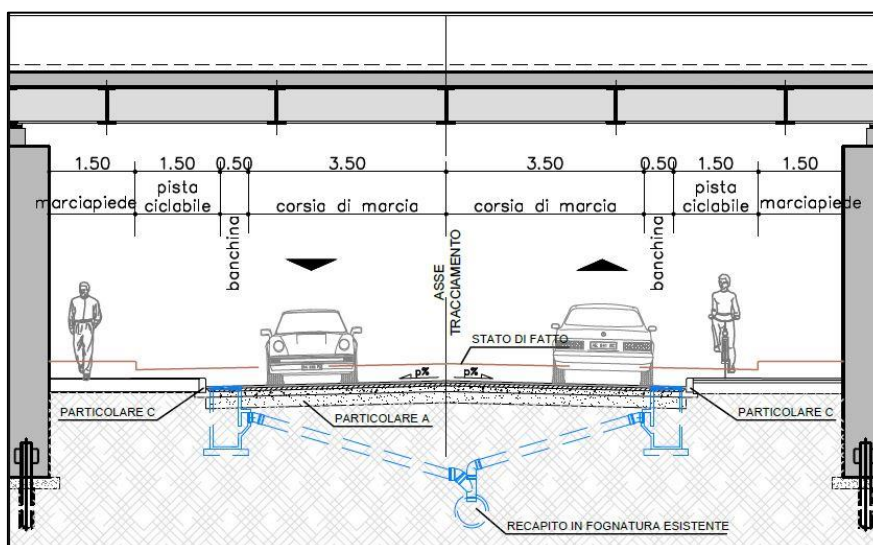 1.50 1.50 0.50 3.50 3.50 0.50 1.50 1.50
marciapiede
pista
ciclabile
banchina
corsia di marcia
corsia di marcia
banchina
pista
ciclabile
marciapiede
ASSE
TRACCIAMENTO
STATO DI FATTO
p% p%
PARTICOLARE C
PARTICOLARE A
PARTICOLARE C
RECAPITO IN FOGNATURA ESISTENTE